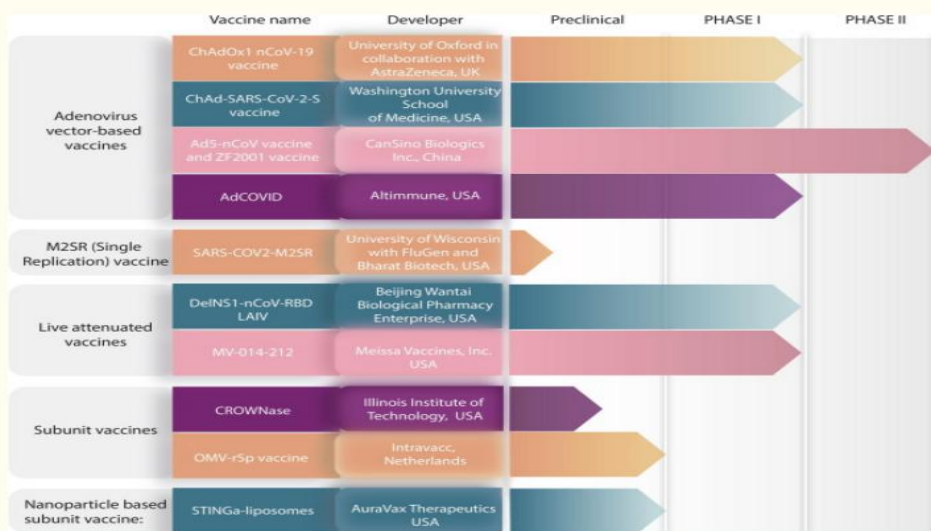 Vaccine name Developer Preclinical PHASE I PHASE II
Adenovirus
vector-based
vaccines
ChAdOx1 nCoV-19
vaccine
University of Oxford in
collaboration with
AstraZeneca, UK
ChAd-SARS-CoV-2-S
vaccine
Washington University
School
of Medicine, USA
Ad5-nCoV vaccine
and ZF2001 vaccine
CanSino Biologics
Inc., China
AdCOVID
Altimmune, USA
M2SR (Single
Replication) vaccine
SARS-COV2-M2SR
University of Wisconsin
with FluGen and
Bharat Biotech, USA
Live attenuated
vaccines
DelNS1-nCoV-RBD
LAIV
Beijing Wantai
Biological Pharmacy
Enterprise, USA
MV-014-212
Meissa Vaccines, Inc.
USA
Subunit vaccines
CROWNase
Illinois Institute of
Technology, USA
OMV-rSp vaccine
Intravacc,
Netherlands
Nanoparticle based
subunit vaccine:
STINGa-liposomes
AuraVax Therapeutics
USA